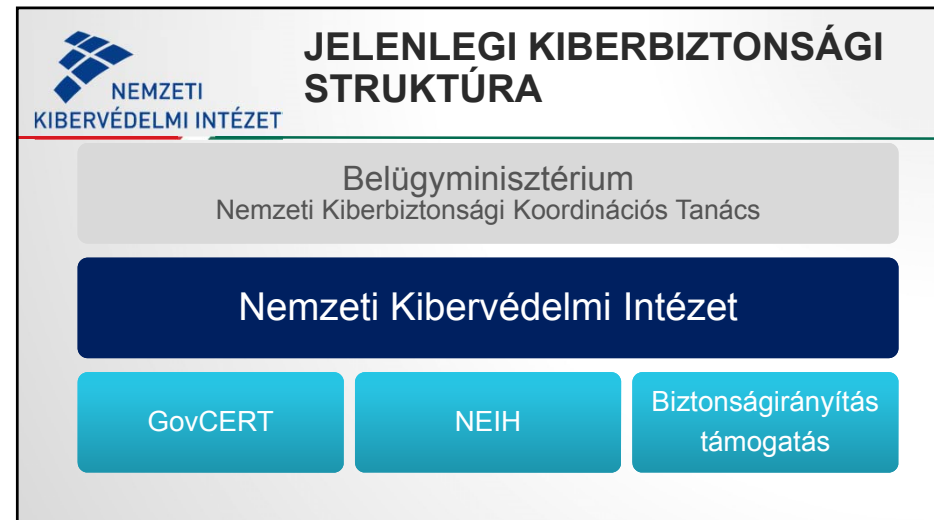 NEMZETI
KIBERVÉDELMI INTÉZET
JELENLEGI KIBERBIZTONSÁGI
STRUKTÚRA
Belügyminisztérium
Nemzeti Kiberbiztonsági Koordinációs Tanács
Nemzeti Kibervédelmi Intézet
GovCERT
NEIH
Biztonságirányítás
támogatás